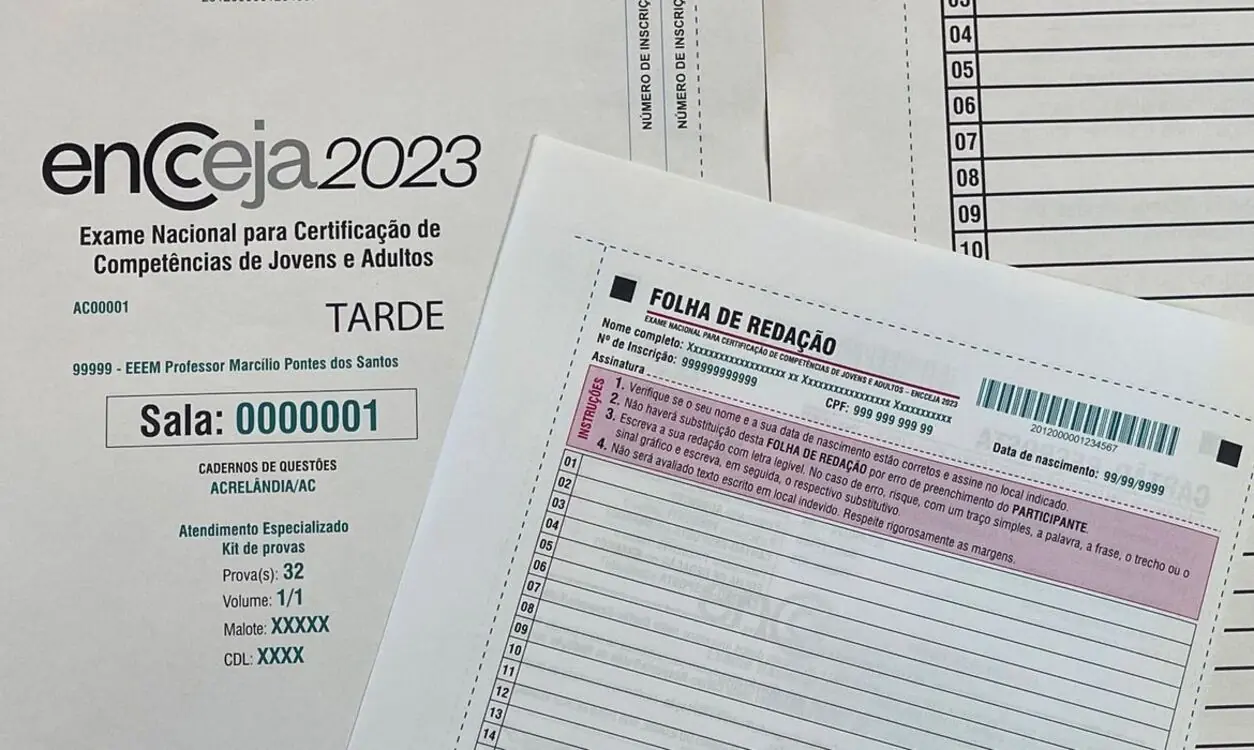 encceja2023
Exame Nacional para Certificação de
Competências de Jovens e Adultos
AC00001
TARDE
99999 - EEEM Professor Marcílio Pontes dos Santos
Sala: 0000001
CADERNOS DE QUESTÕES
ACRELÂNDIA/AC
Atendimento Especializado
Kit de provas
Prova(s): 32
Volume: 1/1
Malote: XXXXX
CDL: XXXX
NÚMERO DE INSCRIÇ
NÚMERO DE INSCRIÇ
03
04
05
06
07
08
09
10
FOLHA DE REDAÇÃO
EXAME NACIONAL PARA CERTIFICAÇÃO DE COMPETÊNCIAS DE JOVENS E ADULTOS – ENCCEJA 2023
Nome completo: Xxxxxxxxxxxxxxxxxx xx Xxxxxxxxxxxxxxxxx Xxxxxxxxxx
Nº de Inscrição: 999999999999
CPF: 999 999 999 99
Assinatura
2012000001234567
Data de nascimento: 99/99/9999
INSTRUÇÕES
1. Verifique se o seu nome e a sua data de nascimento estão corretos e assine no local indicado.
2. Não haverá substituição desta FOLHA DE REDAÇÃO por erro de preenchimento do PARTICIPANTE.
3. Escreva a sua redação com letra legível. No caso de erro, risque, com um traço simples, a palavra, a frase, o trecho ou o
sinal gráfico e escreva, em seguida, o respectivo substitutivo.
4. Não será avaliado texto escrito em local indevido. Respeite rigorosamente as margens.
01
02
03
04
05
06
07
08
09
10
11
12
13
14